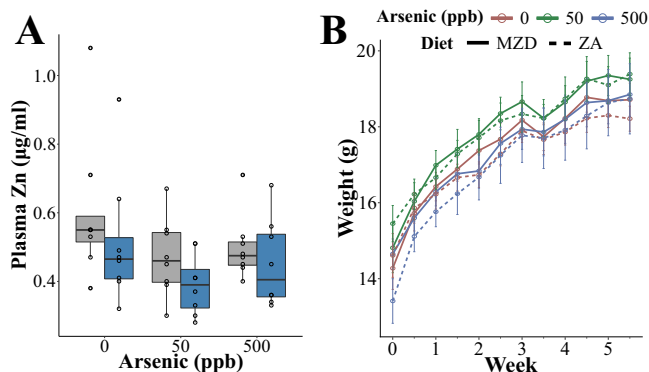 A
Plasma Zn (μg/ml)
1.0
0.8
0.6
0.4
0
50
500
Arsenic (ppb)
B
Arsenic (ppb) 0 50 500
Diet MZD ZA
Weight (g)
20
18
16
14
0 1 2 3 4 5
Week